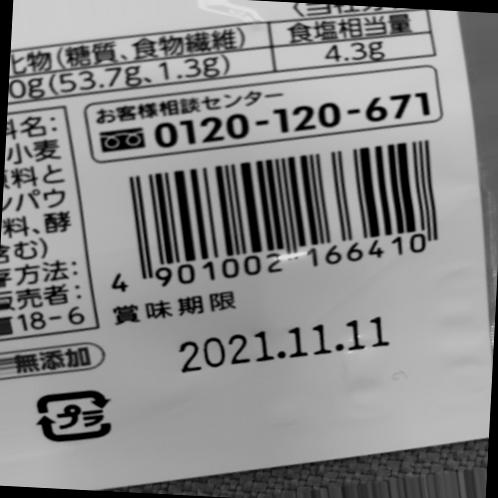 化物(糖質、食物繊維)
食塩相当量
0g(53.7g、1.3g)
4.3g
お客様相談センター
0120-120-671
料名:
小麦
原料と
ンパウ
料、酵
含む)
存方法:
販売者:
18-6
4 901002 166410
賞味期限
2021.11.11
無添加
プラ